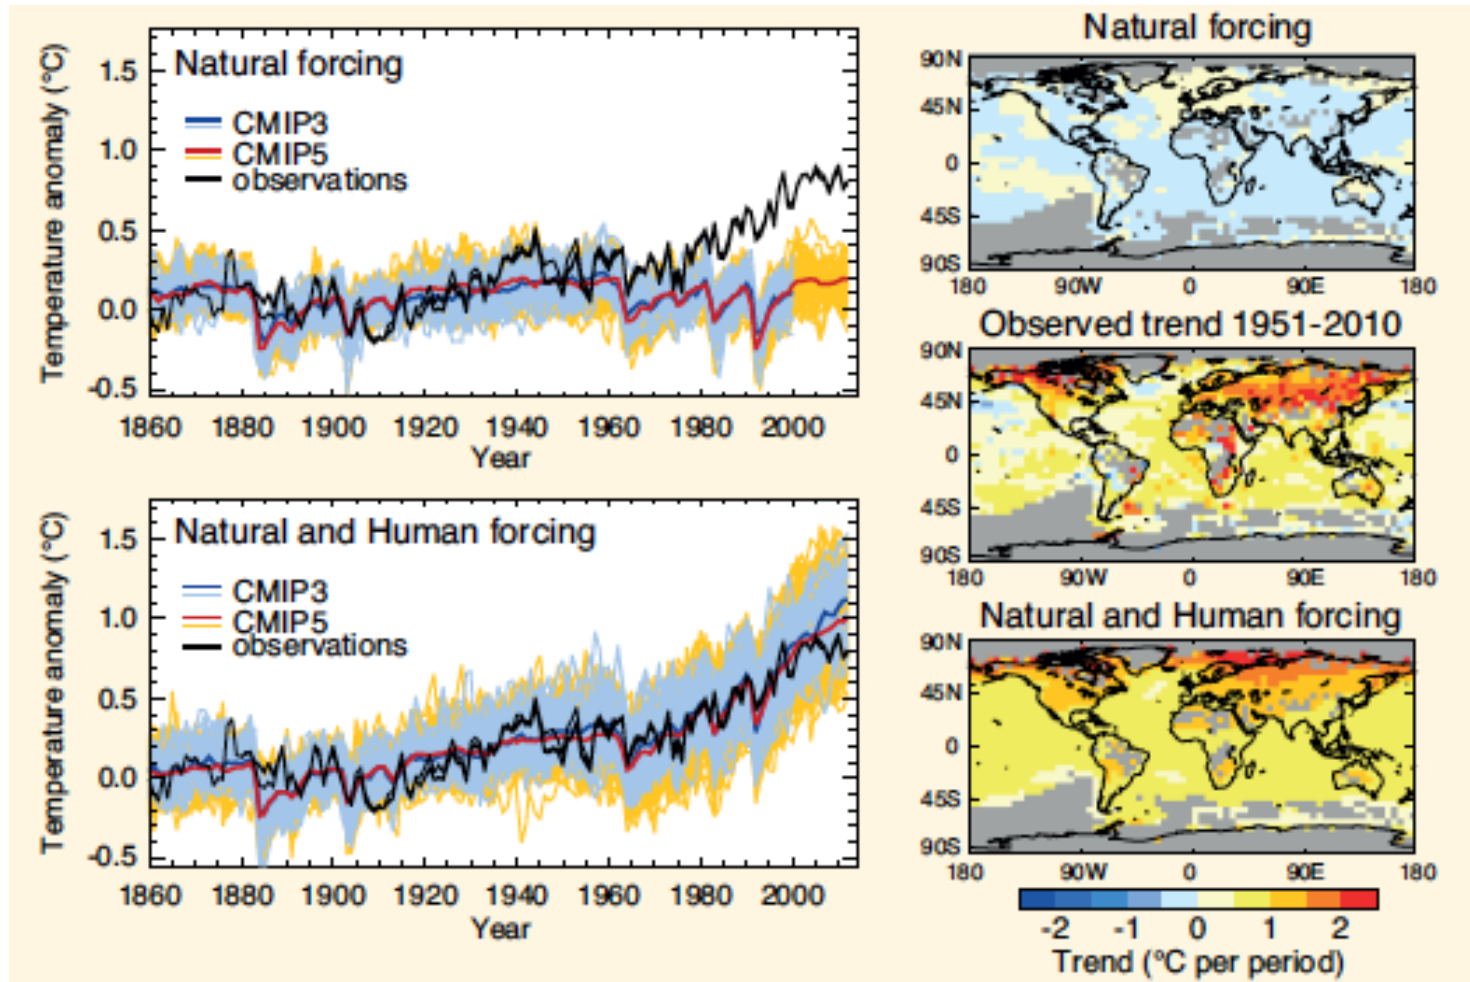 Natural forcing
Temperature anomaly (°C)
1.5
1.0
0.5
0.0
-0.5
CMIP3
CMIP5
observations
1860 1880 1900 1920 1940 1960 1980 2000
Year
Natural and Human forcing
Temperature anomaly (°C)
1.5
1.0
0.5
0.0
-0.5
CMIP3
CMIP5
observations
1860 1880 1900 1920 1940 1960 1980 2000
Year
Natural forcing
90N
45N
0
45S
90S
180 90W 0 90E 180
Observed trend 1951-2010
90N
45N
0
45S
90S
180 90W 0 90E 180
Natural and Human forcing
90N
45N
0
45S
90S
180 90W 0 90E 180
-2 -1 0 1 2
Trend (°C per period)